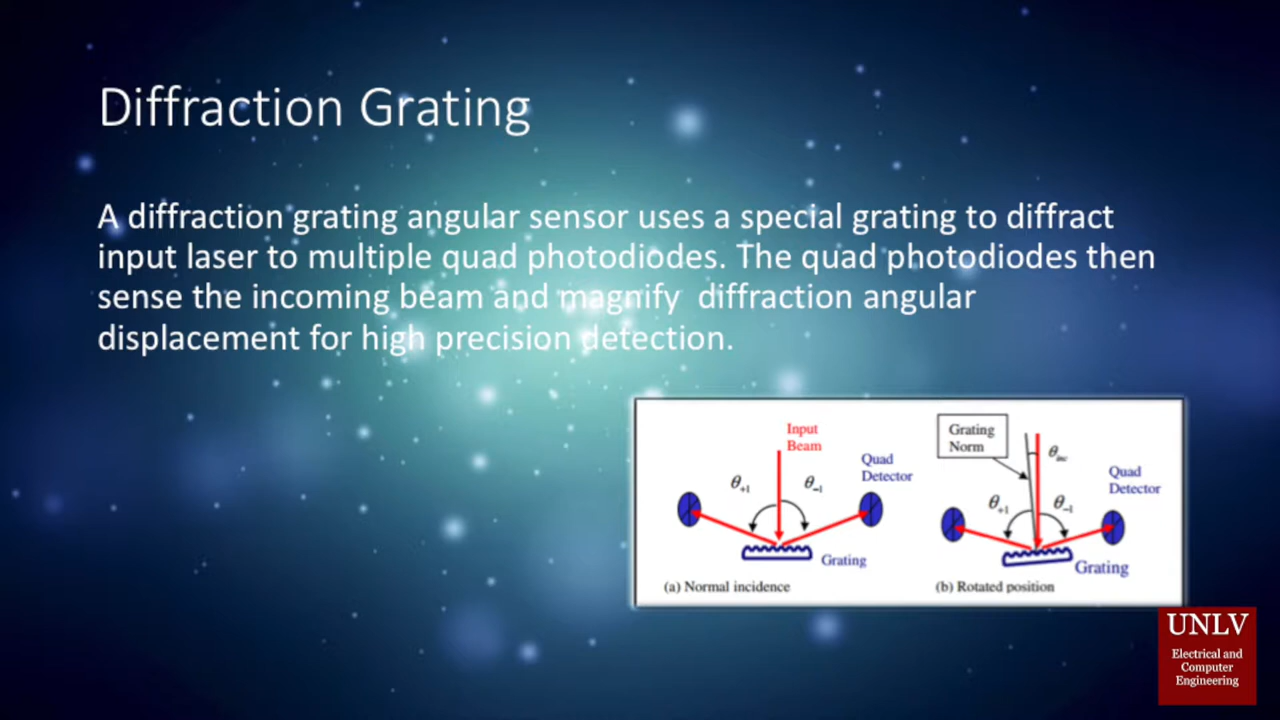 Diffraction Grating
A diffraction grating angular sensor uses a special grating to diffract
input laser to multiple quad photodiodes. The quad photodiodes then
sense the incoming beam and magnify  diffraction angular
displacement for high precision detection.
Input
Beam
Quad
Detector
θ+1
θ−1
Grating
(a) Normal incidence
Grating
Norm
θinc
Quad
Detector
θ+1
θ−1
Grating
(b) Rotated position
UNLV
Electrical and
Computer
Engineering